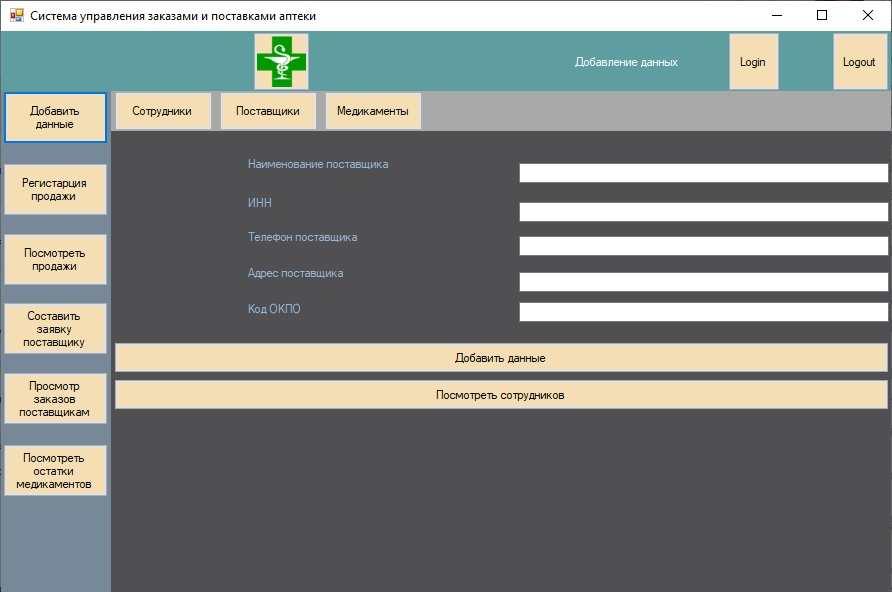 Система управления заказами и поставками аптеки
Добавление данных
Login
Logout
Добавить
данные
Сотрудники
Поставщики
Медикаменты
Регистарция
продажи
Посмотреть
продажи
Составить
заявку
поставщику
Просмотр
заказов
поставщикам
Посмотреть
остатки
медикаментов
Наименование поставщика
ИНН
Телефон поставщика
Адрес поставщика
Код ОКПО
Добавить данные
Посмотреть сотрудников